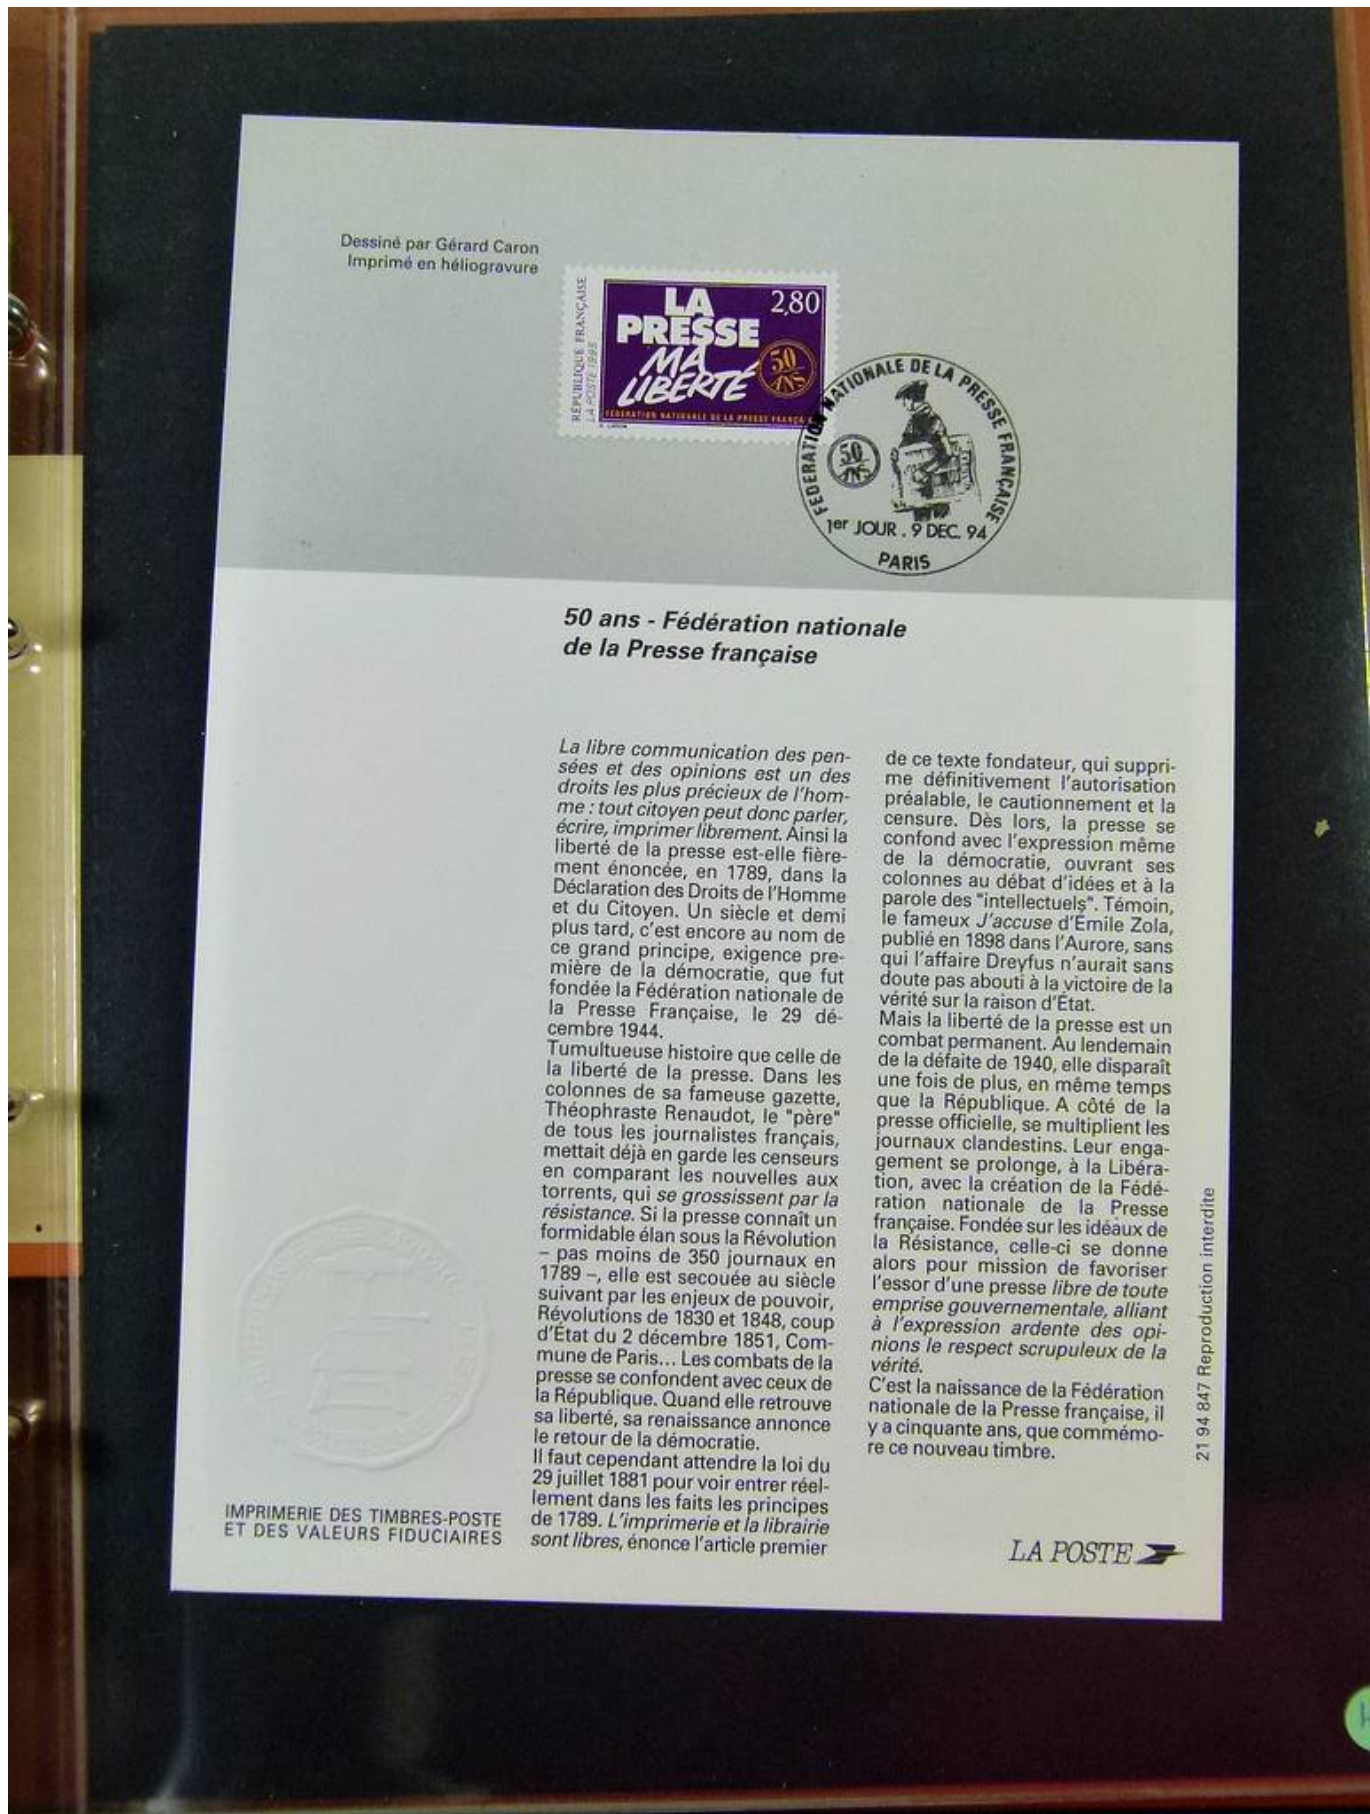 Dessiné par Gérard Caron
Imprimé en héliogravure
RÉPUBLIQUE FRANÇAISE
LA POSTE 1995
LA
PRESSE
MA
LIBERTÉ
2,80
50
ANS
FÉDÉRATION NATIONALE DE LA PRESSE FRANÇA
FEDERATION NATIONALE DE LA PRESSE FRANÇAISE
50
ANS
1er JOUR . 9 DEC. 94
PARIS
50 ans - Fédération nationale
de la Presse française
La libre communication des pen-
sées et des opinions est un des
droits les plus précieux de l'hom-
me : tout citoyen peut donc parler,
écrire, imprimer librement. Ainsi la
liberté de la presse est-elle fière-
ment énoncée, en 1789, dans la
Déclaration des Droits de l'Homme
et du Citoyen. Un siècle et demi
plus tard, c'est encore au nom de
ce grand principe, exigence pre-
mière de la démocratie, que fut
fondée la Fédération nationale de
la Presse Française, le 29 dé-
cembre 1944.
Tumultueuse histoire que celle de
la liberté de la presse. Dans les
colonnes de sa fameuse gazette,
Théophraste Renaudot, le "père"
de tous les journalistes français,
mettait déjà en garde les censeurs
en comparant les nouvelles aux
torrents, qui se grossissent par la
résistance. Si la presse connaît un
formidable élan sous la Révolution
– pas moins de 350 journaux en
1789 –, elle est secouée au siècle
suivant par les enjeux de pouvoir,
Révolutions de 1830 et 1848, coup
d'État du 2 décembre 1851, Com-
mune de Paris... Les combats de la
presse se confondent avec ceux de
la République. Quand elle retrouve
sa liberté, sa renaissance annonce
le retour de la démocratie.
Il faut cependant attendre la loi du
29 juillet 1881 pour voir entrer réel-
lement dans les faits les principes
de 1789. L'imprimerie et la librairie
sont libres, énonce l'article premier
de ce texte fondateur, qui suppri-
me définitivement l'autorisation
préalable, le cautionnement et la
censure. Dès lors, la presse se
confond avec l'expression même
de la démocratie, ouvrant ses
colonnes au débat d'idées et à la
parole des "intellectuels". Témoin,
le fameux J'accuse d'Émile Zola,
publié en 1898 dans l'Aurore, sans
qui l'affaire Dreyfus n'aurait sans
doute pas abouti à la victoire de la
vérité sur la raison d'État.
Mais la liberté de la presse est un
combat permanent. Au lendemain
de la défaite de 1940, elle disparaît
une fois de plus, en même temps
que la République. A côté de la
presse officielle, se multiplient les
journaux clandestins. Leur enga-
gement se prolonge, à la Libéra-
tion, avec la création de la Fédé-
ration nationale de la Presse
française. Fondée sur les idéaux de
la Résistance, celle-ci se donne
alors pour mission de favoriser
l'essor d'une presse libre de toute
emprise gouvernementale, alliant
à l'expression ardente des opi-
nions le respect scrupuleux de la
vérité.
C'est la naissance de la Fédération
nationale de la Presse française, il
y a cinquante ans, que commémo-
re ce nouveau timbre.
21 94 847 Reproduction interdite
IMPRIMERIE DES TIMBRES-POSTE
ET DES VALEURS FIDUCIAIRES
LA POSTE